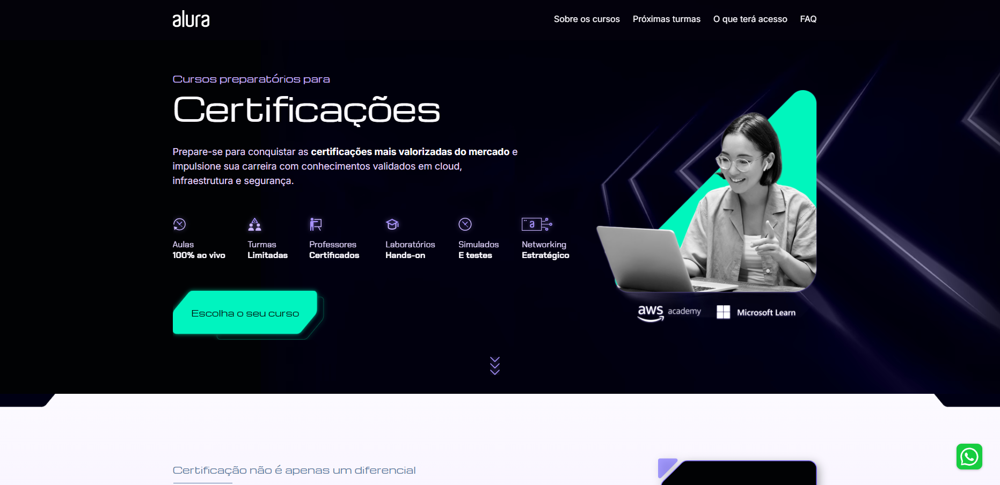 alura
Sobre os cursos
Próximas turmas
O que terá acesso
FAQ
Cursos preparatórios para
Certificações
Prepare-se para conquistar as certificações mais valorizadas do mercado e
impulsione sua carreira com conhecimentos validados em cloud,
infraestrutura e segurança.
Aulas
100% ao vivo
Turmas
Limitadas
Professores
Certificados
Laboratórios
Hands-on
Simulados
E testes
a
Networking
Estratégico
Escolha o seu curso
aws academy
Microsoft Learn
Certificação não é apenas um diferencial